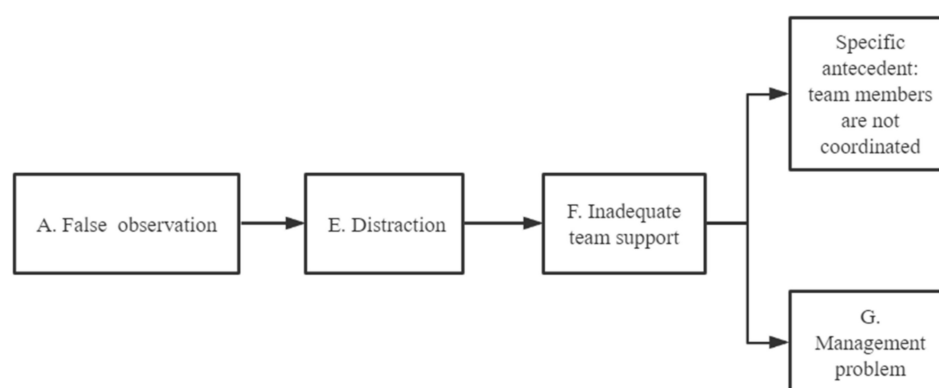 A. False observation
E. Distraction
F. Inadequate
team support
Specific
antecedent:
team members
are not
coordinated
G.
Management
problem